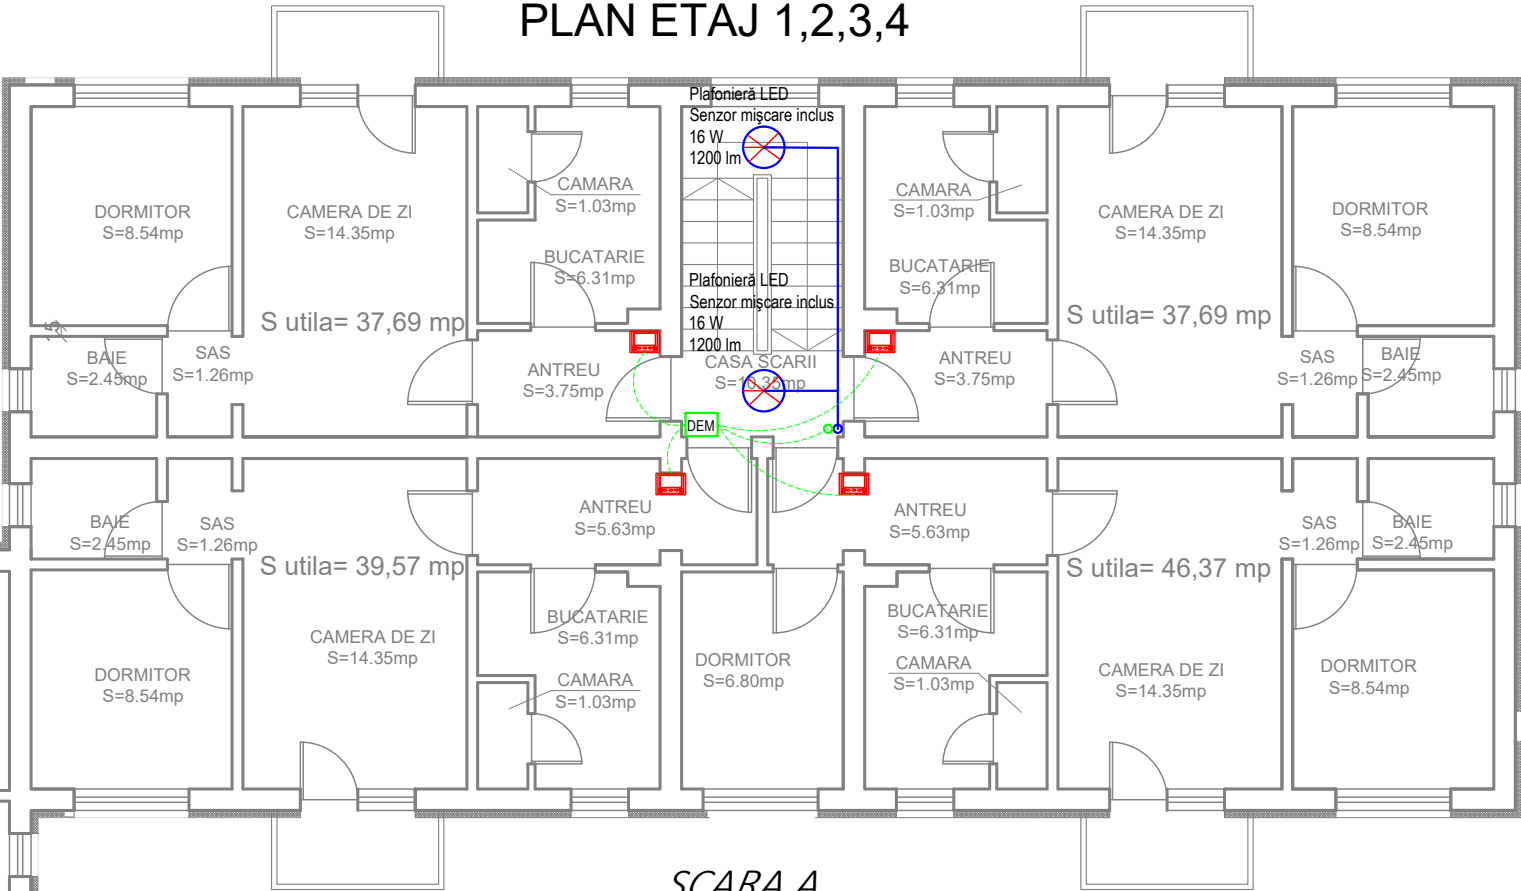 PLAN ETAJ 1,2,3,4
Plafonieră LED
Senzor mişcare inclus
16 W
1200 lm
CAMARA
S=1.03mp
CAMARA
S=1.03mp
DORMITOR
S=8.54mp
CAMERA DE ZI
S=14.35mp
CAMERA DE ZI
S=14.35mp
DORMITOR
S=8.54mp
BUCATARIE
S=6.31mp
Plafonieră LED
Senzor mişcare inclus
16 W
1200 lm
BUCATARIE
S=6.31mp
S utila= 37,69 mp
S utila= 37,69 mp
15
BAIE
S=2.45mp
SAS
S=1.26mp
ANTREU
S=3.75mp
CASA SCARII
S=10.35mp
ANTREU
S=3.75mp
SAS
S=1.26mp
BAIE
S=2.45mp
DEM
BAIE
S=2.45mp
SAS
S=1.26mp
ANTREU
S=5.63mp
ANTREU
S=5.63mp
SAS
S=1.26mp
BAIE
S=2.45mp
S utila= 39,57 mp
S utila= 46,37 mp
BUCATARIE
S=6.31mp
BUCATARIE
S=6.31mp
CAMERA DE ZI
S=14.35mp
DORMITOR
S=8.54mp
CAMARA
S=1.03mp
DORMITOR
S=6.80mp
CAMARA
S=1.03mp
CAMERA DE ZI
S=14.35mp
DORMITOR
S=8.54mp
SCARA A